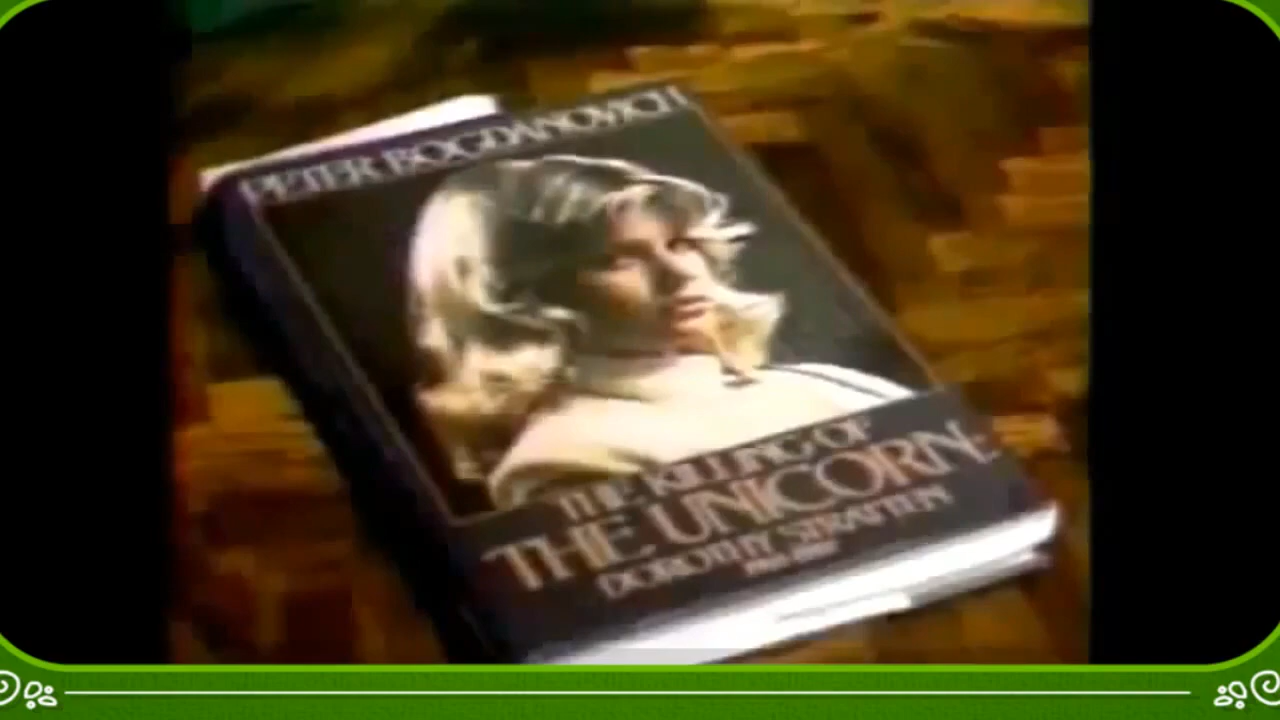 PETER BOGDANOVICH
THE KILLING OF
THE UNICORN:
DOROTHY STRATTEN